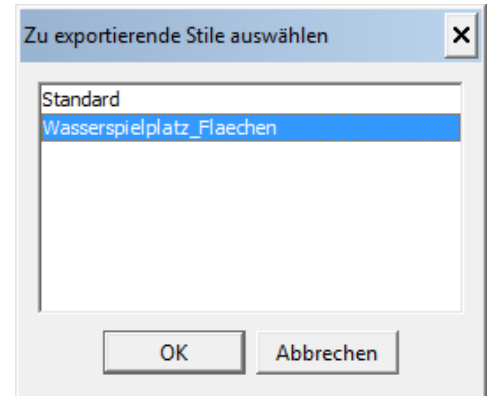 Zu exportierende Stile auswählen
Standard
Wasserspielplatz_Flaechen
OK
Abbrechen